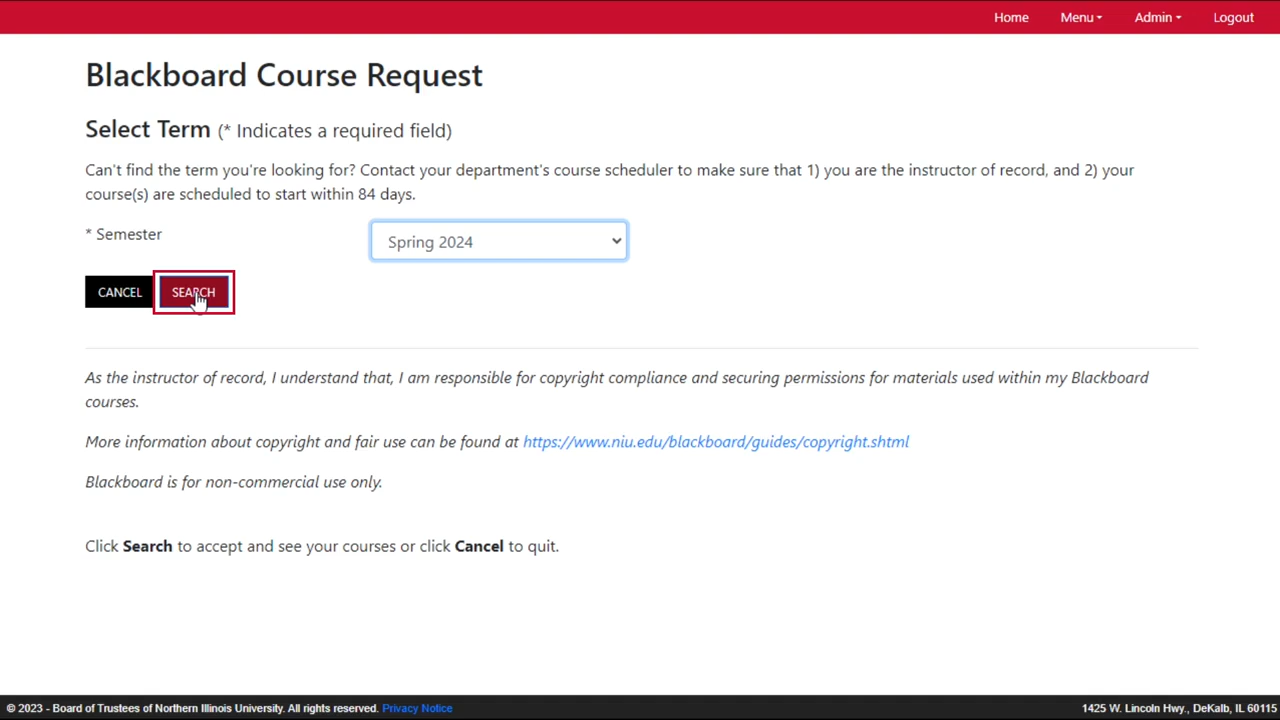 Home Menu Admin Logout
Blackboard Course Request
Select Term (* Indicates a required field)
Can't find the term you're looking for? Contact your department's course scheduler to make sure that 1) you are the instructor of record, and 2) your
course(s) are scheduled to start within 84 days.
* Semester Spring 2024
CANCEL SEARCH
As the instructor of record, I understand that, I am responsible for copyright compliance and securing permissions for materials used within my Blackboard
courses.
More information about copyright and fair use can be found at https://www.niu.edu/blackboard/guides/copyright.shtml
Blackboard is for non-commercial use only.
Click Search to accept and see your courses or click Cancel to quit.
© 2023 - Board of Trustees of Northern Illinois University. All rights reserved. Privacy Notice 1425 W. Lincoln Hwy., DeKalb, IL 60115